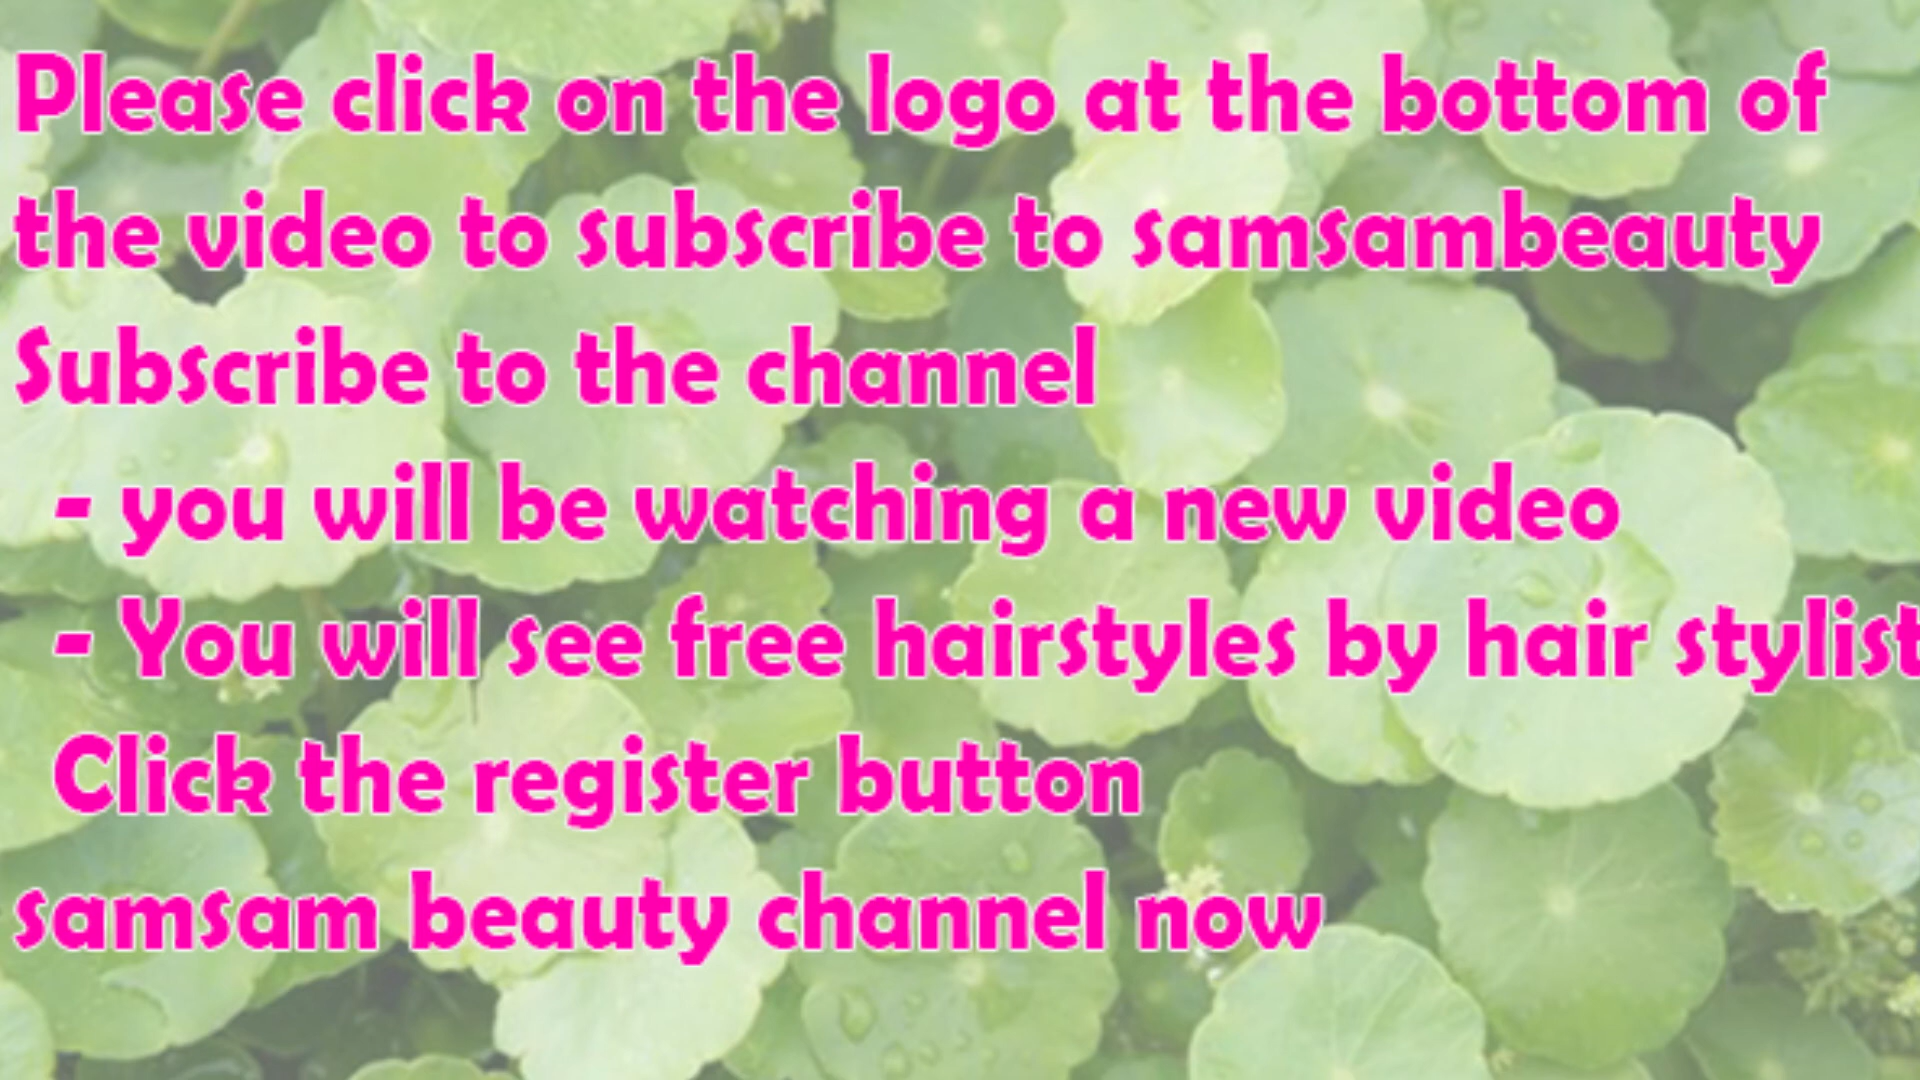 Please click on the logo at the bottom of
the video to subscribe to samsambeauty
Subscribe to the channel
- you will be watching a new video
- You will see free hairstyles by hair stylist
Click the register button
samsam beauty channel now